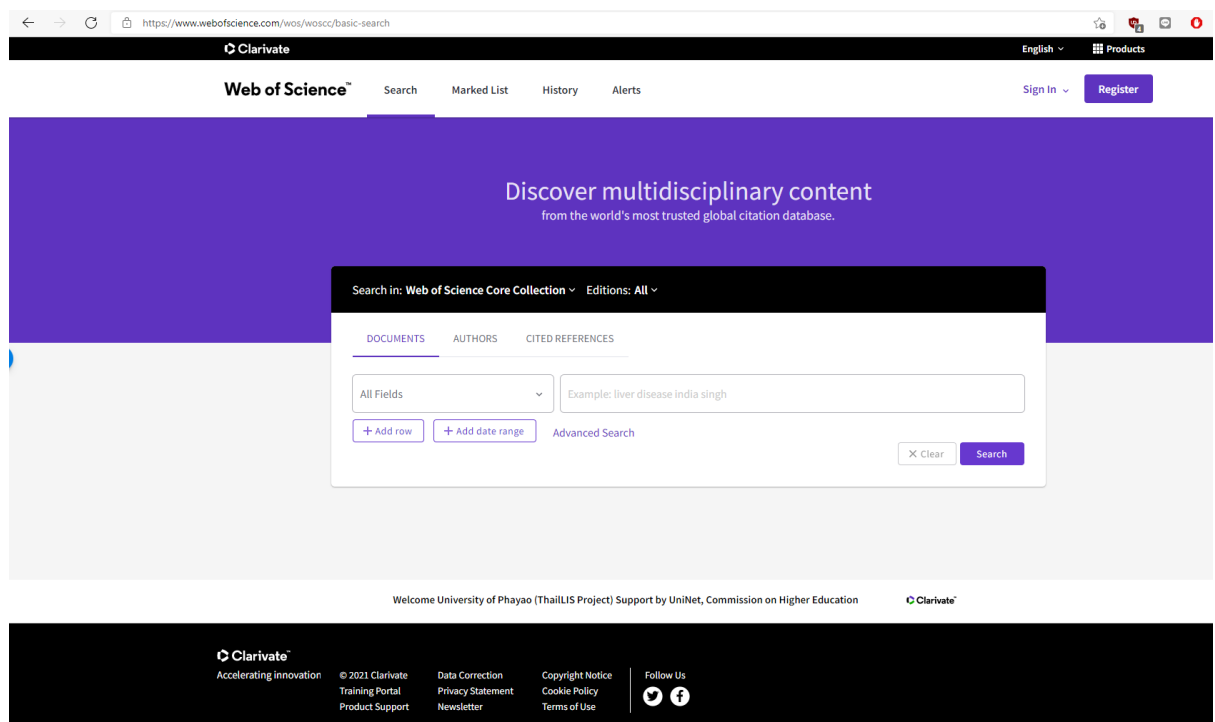 https://www.webofscience.com/wos/woscc/basic-search
Clarivate English Products
Web of Science™ Search Marked List History Alerts Sign In Register
Discover multidisciplinary content
from the world's most trusted global citation database.
Search in: Web of Science Core Collection Editions: All
DOCUMENTS AUTHORS CITED REFERENCES
All Fields Example: liver disease india singh
+ Add row + Add date range Advanced Search
× Clear Search
Welcome University of Phayao (ThailLIS Project) Support by UniNet, Commission on Higher Education Clarivate™
Clarivate™
Accelerating innovation © 2021 Clarivate Data Correction Copyright Notice Follow Us
Training Portal Privacy Statement Cookie Policy
Product Support Newsletter Terms of Use